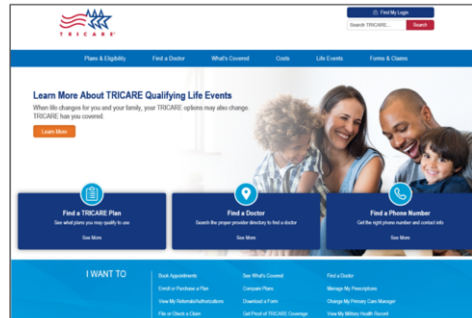 Find My Login
TRICARE
Search TRICARE...
Search
Plans & Eligibility
Find a Doctor
What's Covered
Costs
Life Events
Forms & Claims
Learn More About TRICARE Qualifying Life Events
When life changes for you and your family, your TRICARE options may also change.
TRICARE has you covered.
Learn More
Find a TRICARE Plan
See what plans you may qualify to use
See More
Find a Doctor
Search the proper provider directory to find a doctor
See More
Find a Phone Number
Get the right phone number and contact info
See More
I WANT TO
Book Appointments
Enroll or Purchase a Plan
View My Referrals/Authorizations
File or Check a Claim
See What's Covered
Compare Plans
Download a Form
Get Proof of TRICARE Coverage
Find a Doctor
Manage My Prescriptions
Change My Primary Care Manager
View My Military Health Record